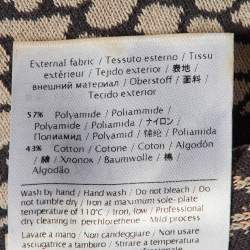 External fabric / Tessuto esterno / Tissu
extérieur / Tejido exterior / 表地 /
внешний материал / Oberstoff / 面料 /
Tecido exterior
57% Polyamide / Poliammide /
Polyamide / Poliamida / ナイロン /
Полиамид / Polyamid / 锦纶 /
Poliamida
43% Cotton / Cotone / Coton / Algodón
/ 綿 / Хлопок / Baumwolle / 棉 /
Algodão
Wash by hand / Hand wash / Do not bleach / Do
not tumble dry / Iron at maximum sole- plate
temperature of 110°C / Iron, low / Professional
dry cleaning in perchlorethene - Mild process
Lavare a mano / Non candeggiare / Non
asciugatrice a tamburo / Stirare a temperatura